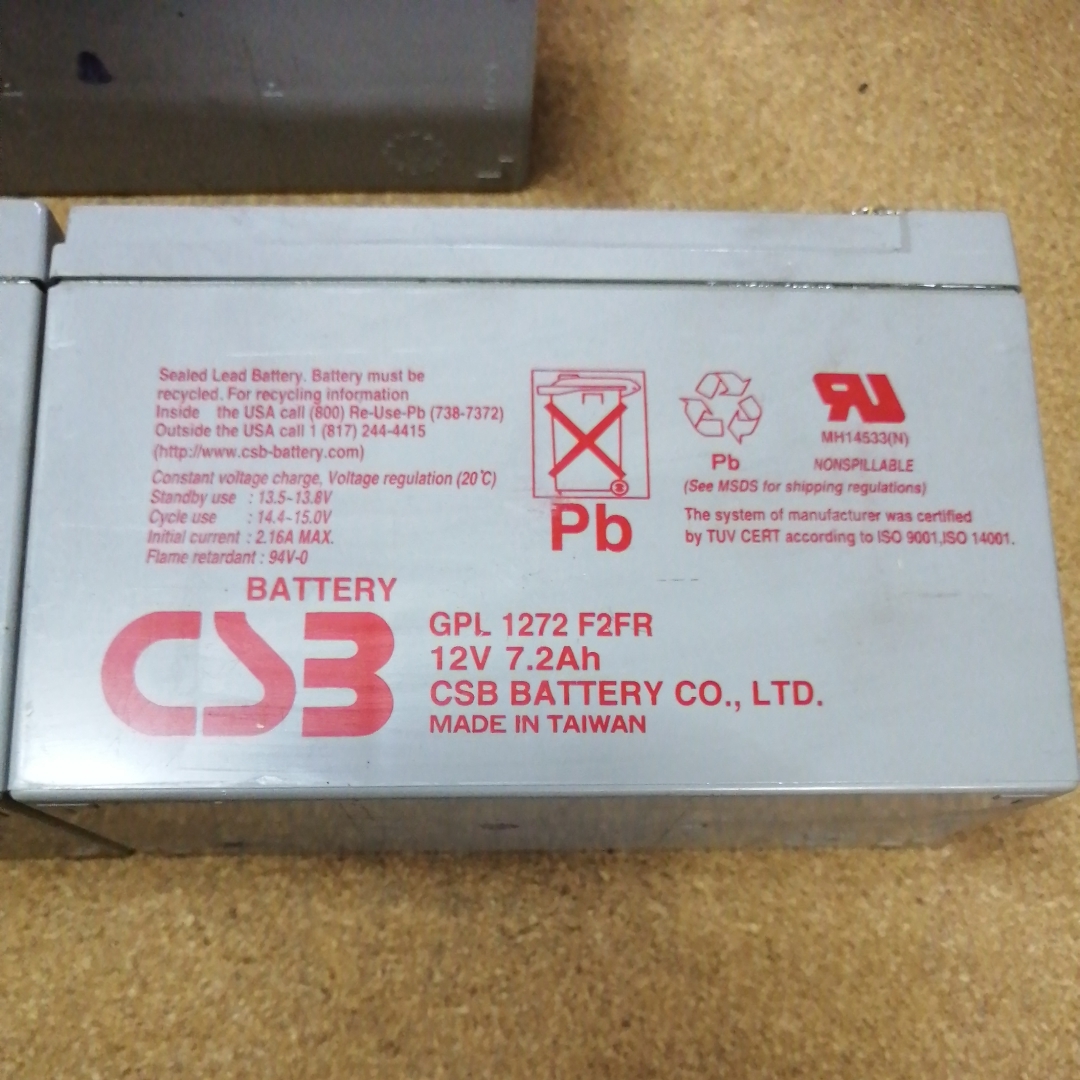 Sealed Lead Battery. Battery must be
recycled. For recycling information
Inside the USA call (800) Re-Use-Pb (738-7372)
Outside the USA call 1 (817) 244-4415
(http://www.csb-battery.com)
Constant voltage charge, Voltage regulation (20℃)
Standby use : 13.5~13.8V
Cycle use : 14.4~15.0V
Initial current : 2.16A MAX.
Flame retardant : 94V-0
Pb
Pb
RU
MH14533(N)
NONSPILLABLE
(See MSDS for shipping regulations)
The system of manufacturer was certified
by TUV CERT according to ISO 9001,ISO 14001.
BATTERY
CSB
GPL 1272 F2FR
12V 7.2Ah
CSB BATTERY CO., LTD.
MADE IN TAIWAN